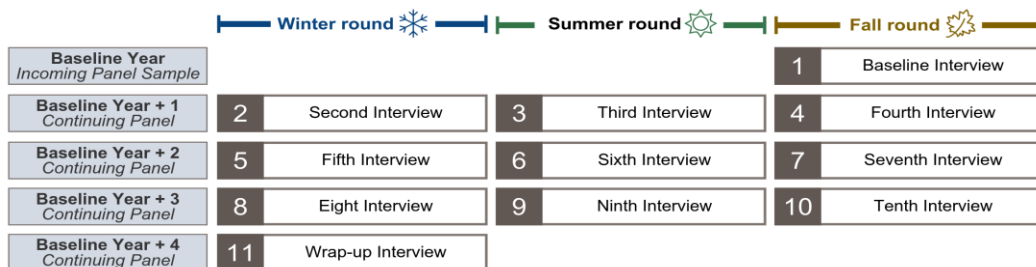 Winter round
Summer round
Fall round
Baseline Year
Incoming Panel Sample
1 Baseline Interview
Baseline Year + 1
Continuing Panel
2 Second Interview
3 Third Interview
4 Fourth Interview
Baseline Year + 2
Continuing Panel
5 Fifth Interview
6 Sixth Interview
7 Seventh Interview
Baseline Year + 3
Continuing Panel
8 Eight Interview
9 Ninth Interview
10 Tenth Interview
Baseline Year + 4
Continuing Panel
11 Wrap-up Interview